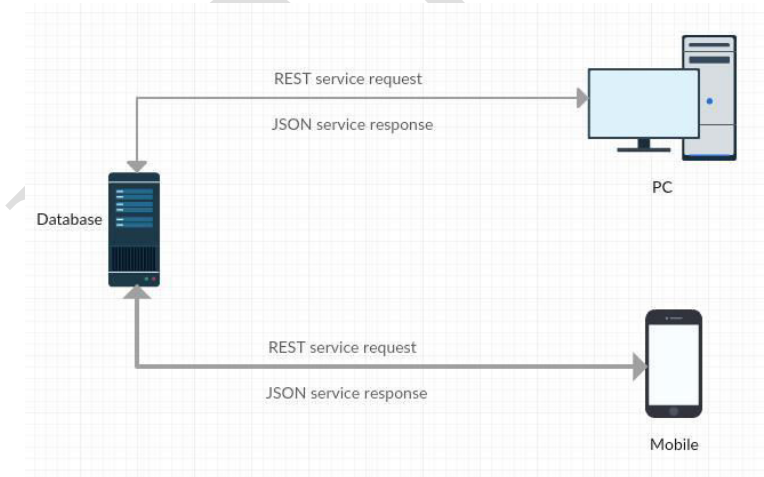 REST service request
JSON service response
PC
Database
REST service request
JSON service response
Mobile